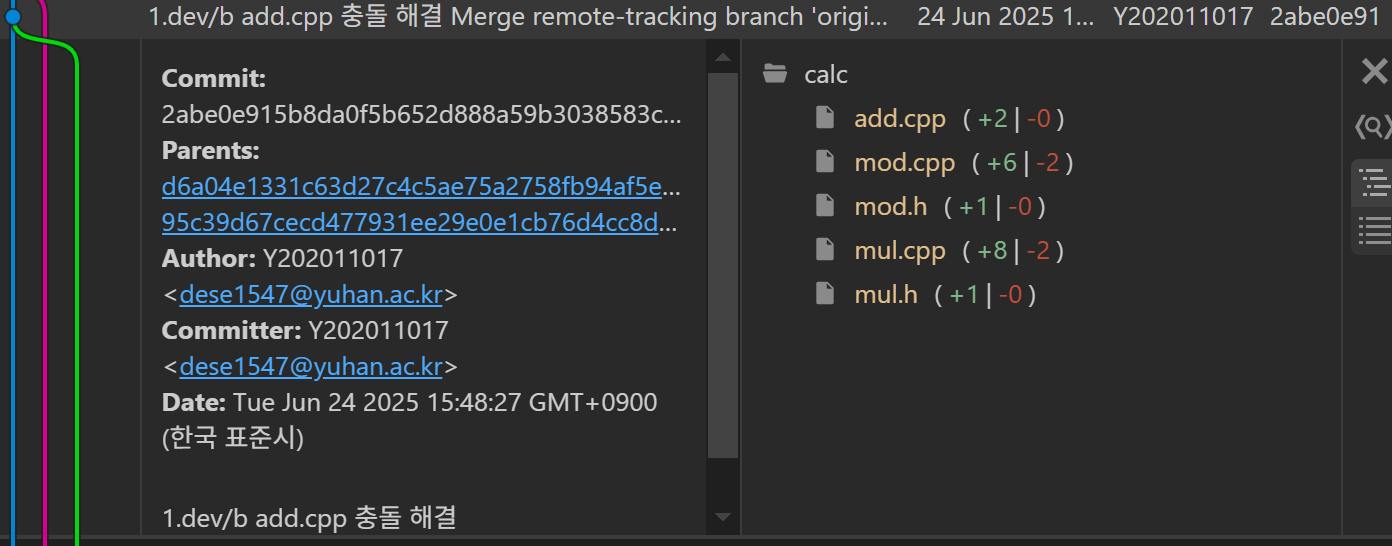 1.dev/b add.cpp 충돌 해결 Merge remote-tracking branch 'origi... 24 Jun 2025 1... Y202011017 2abe0e91
Commit:
2abe0e915b8da0f5b652d888a59b3038583c...
Parents:
d6a04e1331c63d27c4c5ae75a2758fb94af5e...
95c39d67cecd477931ee29e0e1cb76d4cc8d...
Author: Y202011017
<dese1547@yuhan.ac.kr>
Committer: Y202011017
<dese1547@yuhan.ac.kr>
Date: Tue Jun 24 2025 15:48:27 GMT+0900
(한국 표준시)
1.dev/b add.cpp 충돌 해결
calc
add.cpp (+2|-0)
mod.cpp (+6|-2)
mod.h (+1|-0)
mul.cpp (+8|-2)
mul.h (+1|-0)